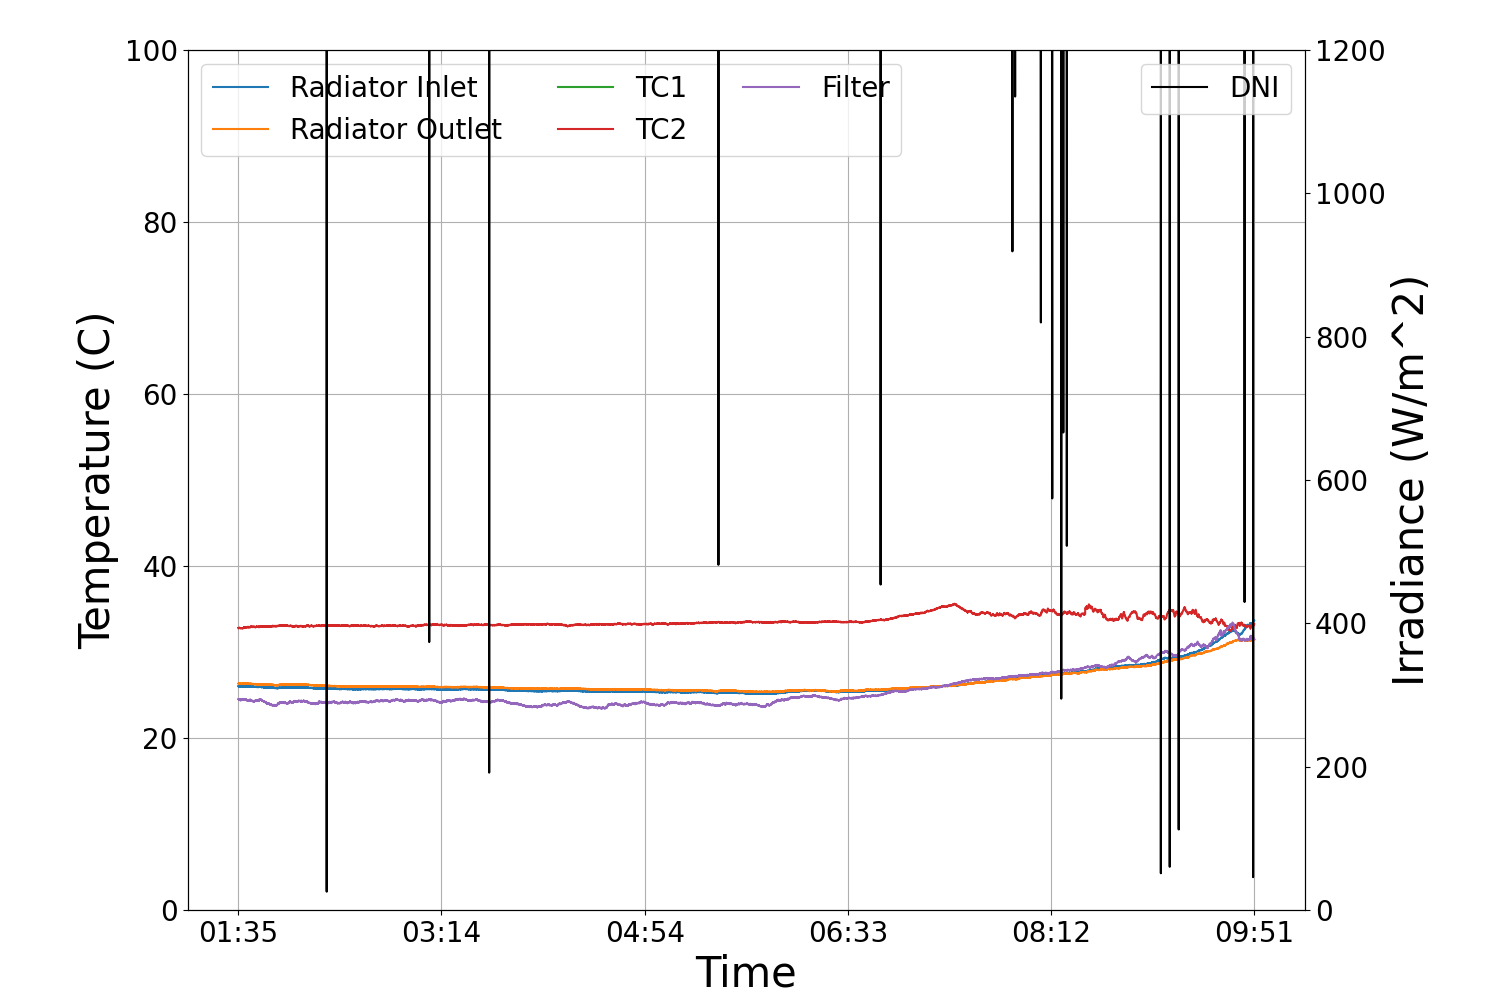 100
80
60
40
20
0
Temperature (C)
Radiator Inlet
Radiator Outlet
TC1
TC2
Filter
DNI
1200
1000
800
600
400
200
0
Irradiance (W/m^2)
01:35 03:14 04:54 06:33 08:12 09:51
Time